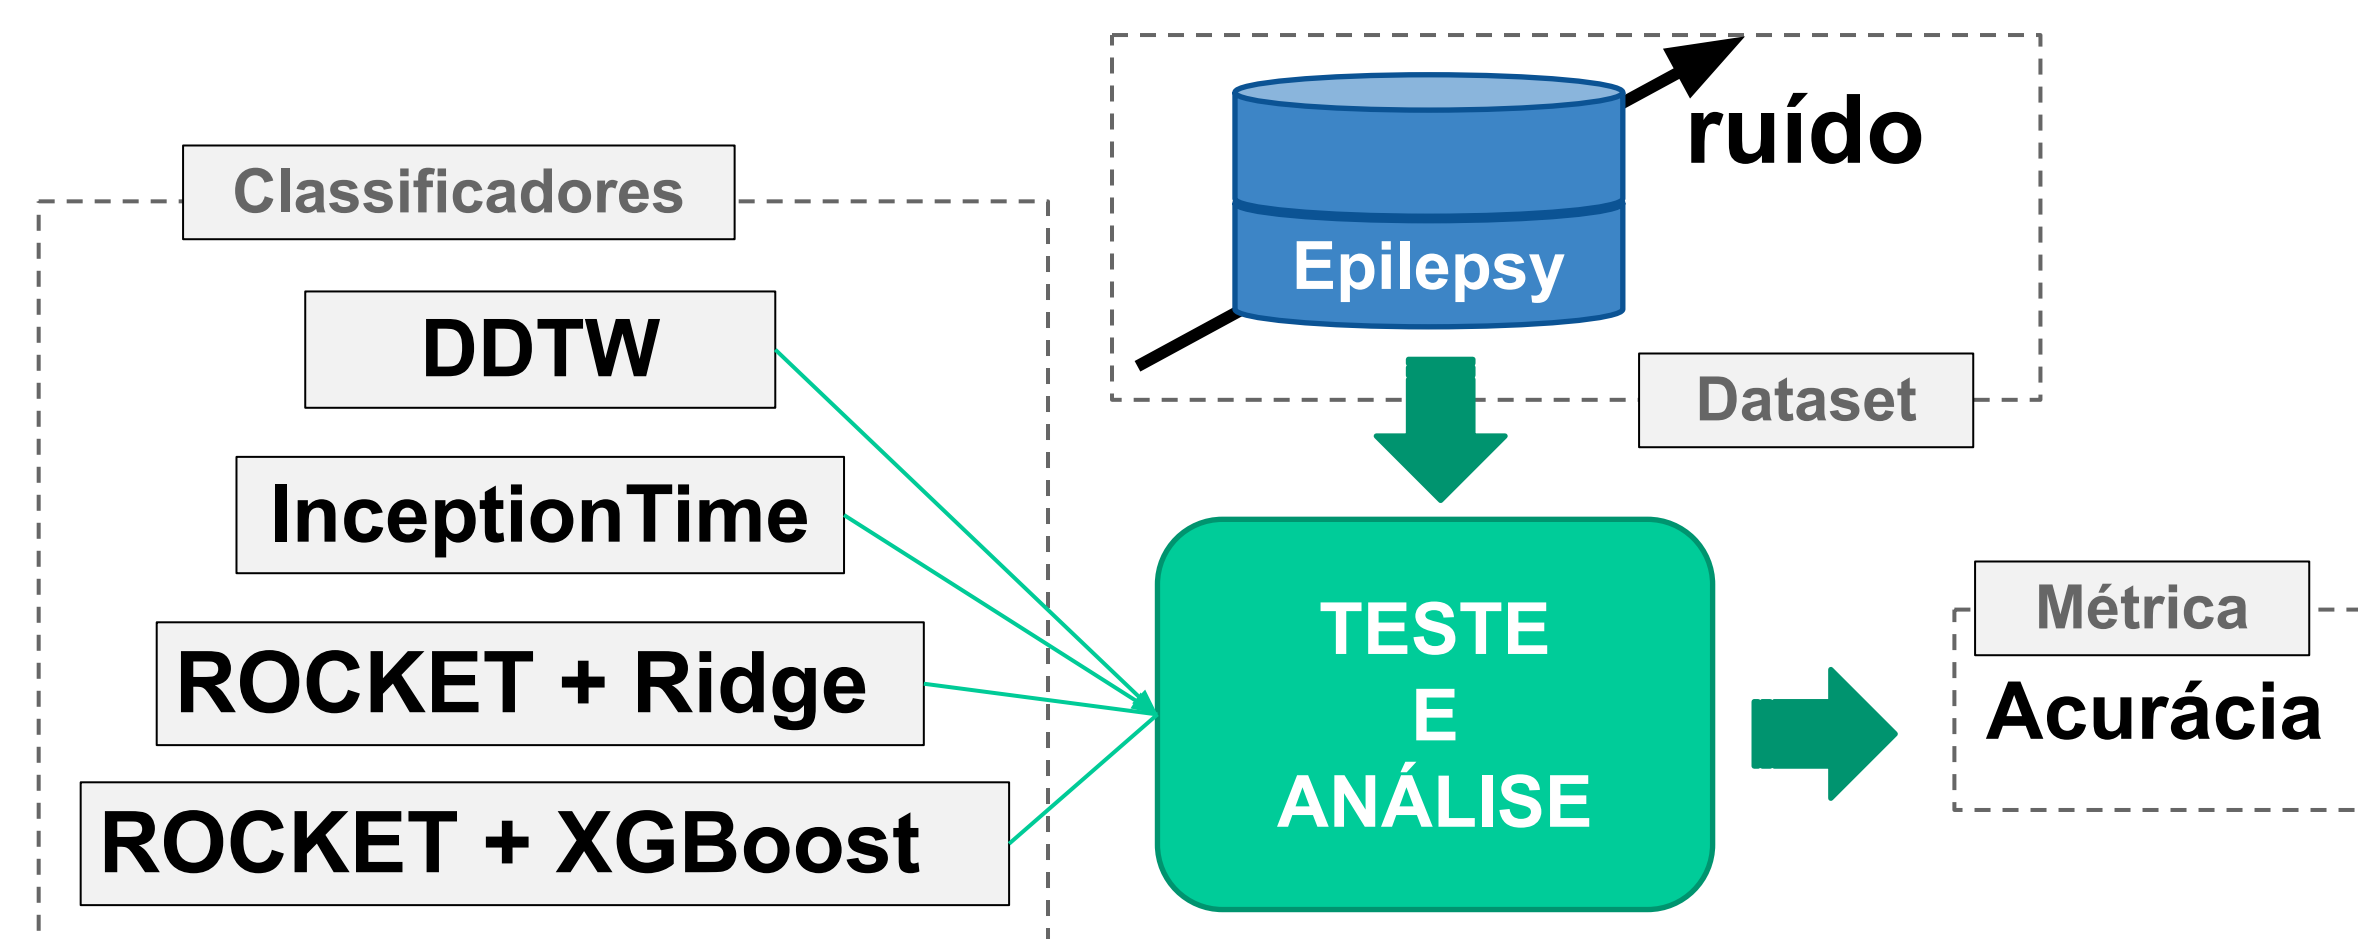 Classificadores
DDTW
InceptionTime
ROCKET + Ridge
ROCKET + XGBoost
ruído
Epilepsy
Dataset
TESTE
E
ANÁLISE
Métrica
Acurácia